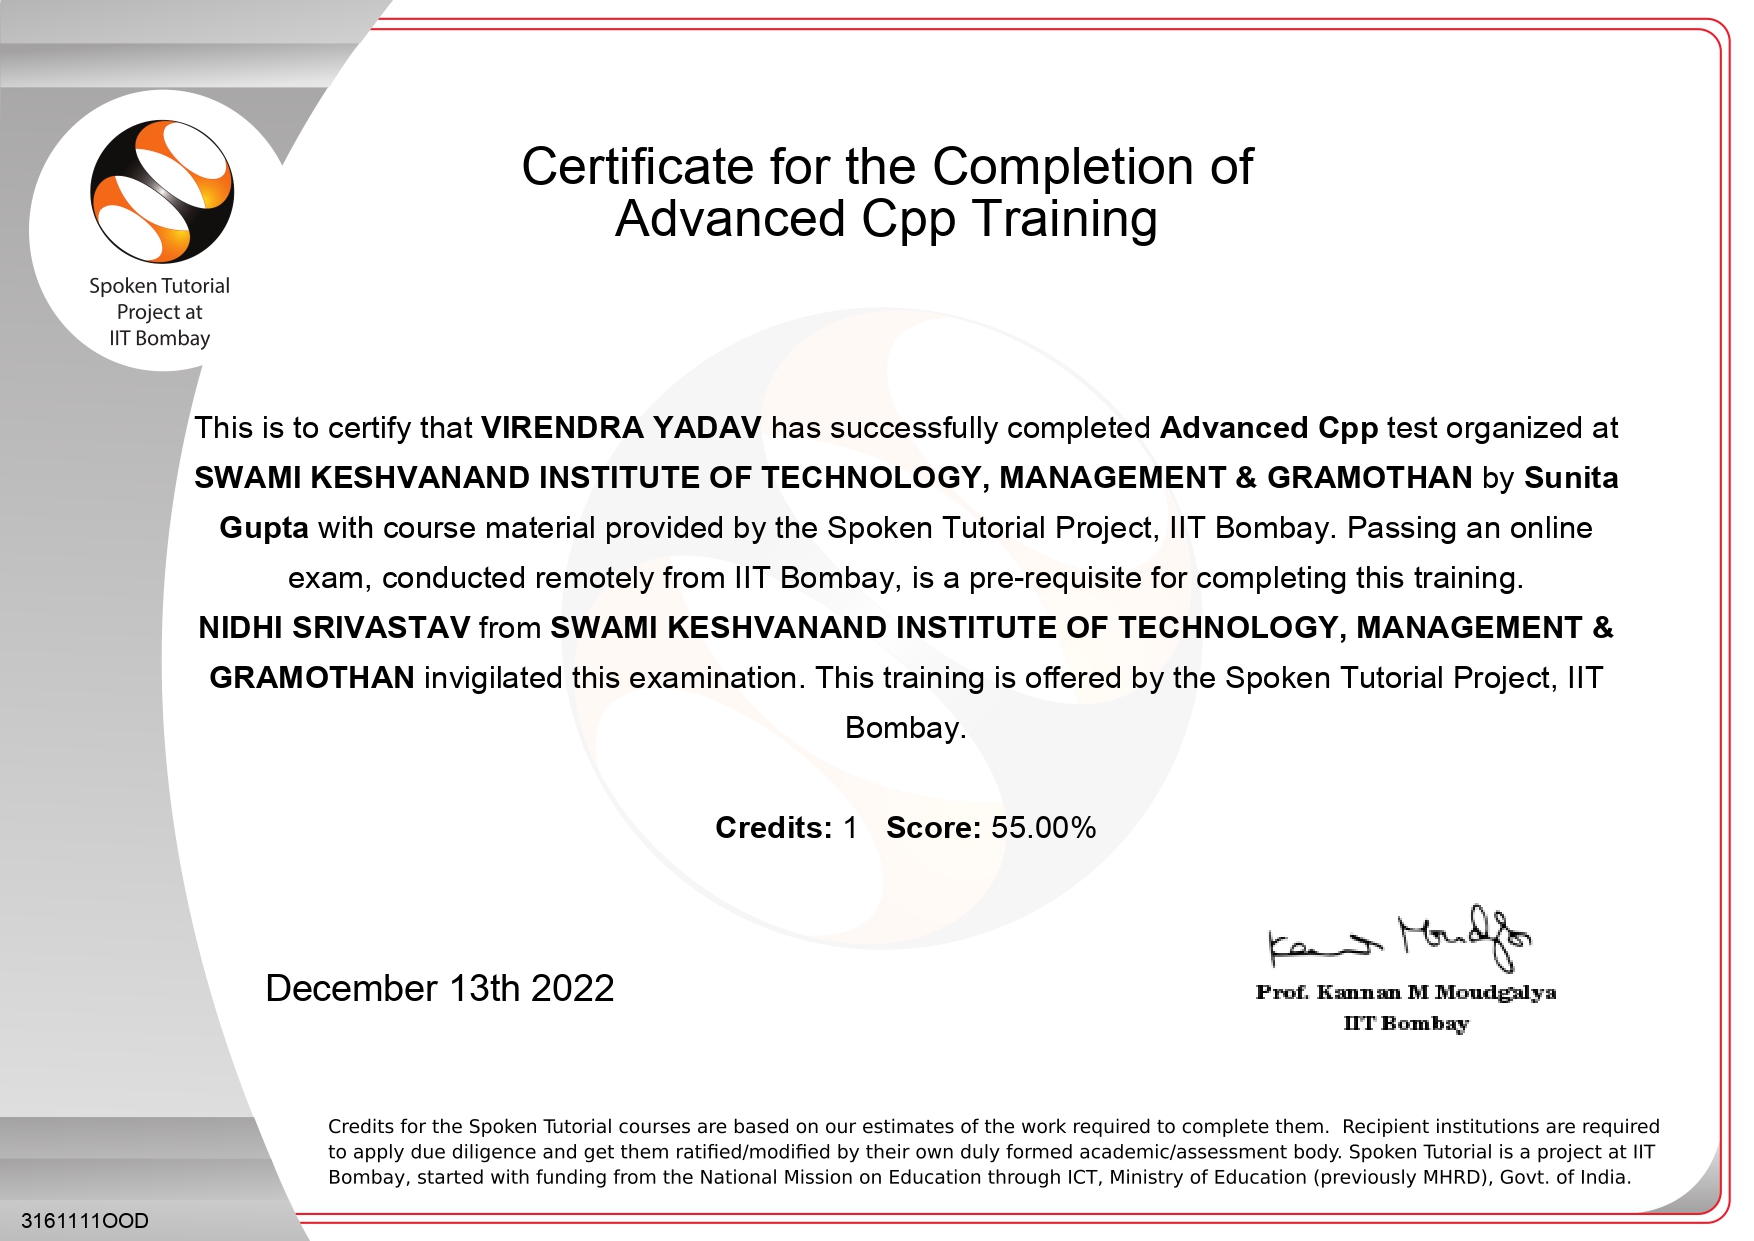 Certificate for the Completion of
Advanced Cpp Training
Spoken Tutorial
Project at
IIT Bombay
This is to certify that VIRENDRA YADAV has successfully completed Advanced Cpp test organized at
SWAMI KESHVANAND INSTITUTE OF TECHNOLOGY, MANAGEMENT & GRAMOTHAN by Sunita
Gupta with course material provided by the Spoken Tutorial Project, IIT Bombay. Passing an online
exam, conducted remotely from IIT Bombay, is a pre-requisite for completing this training.
NIDHI SRIVASTAV from SWAMI KESHVANAND INSTITUTE OF TECHNOLOGY, MANAGEMENT &
GRAMOTHAN invigilated this examination. This training is offered by the Spoken Tutorial Project, IIT
Bombay.
Credits: 1 Score: 55.00%
Kannan Moudgalya
December 13th 2022
Prof. Kannan M Moudgalya
IIT Bombay
Credits for the Spoken Tutorial courses are based on our estimates of the work required to complete them. Recipient institutions are required
to apply due diligence and get them ratified/modified by their own duly formed academic/assessment body. Spoken Tutorial is a project at IIT
Bombay, started with funding from the National Mission on Education through ICT, Ministry of Education (previously MHRD), Govt. of India.
3161111OOD